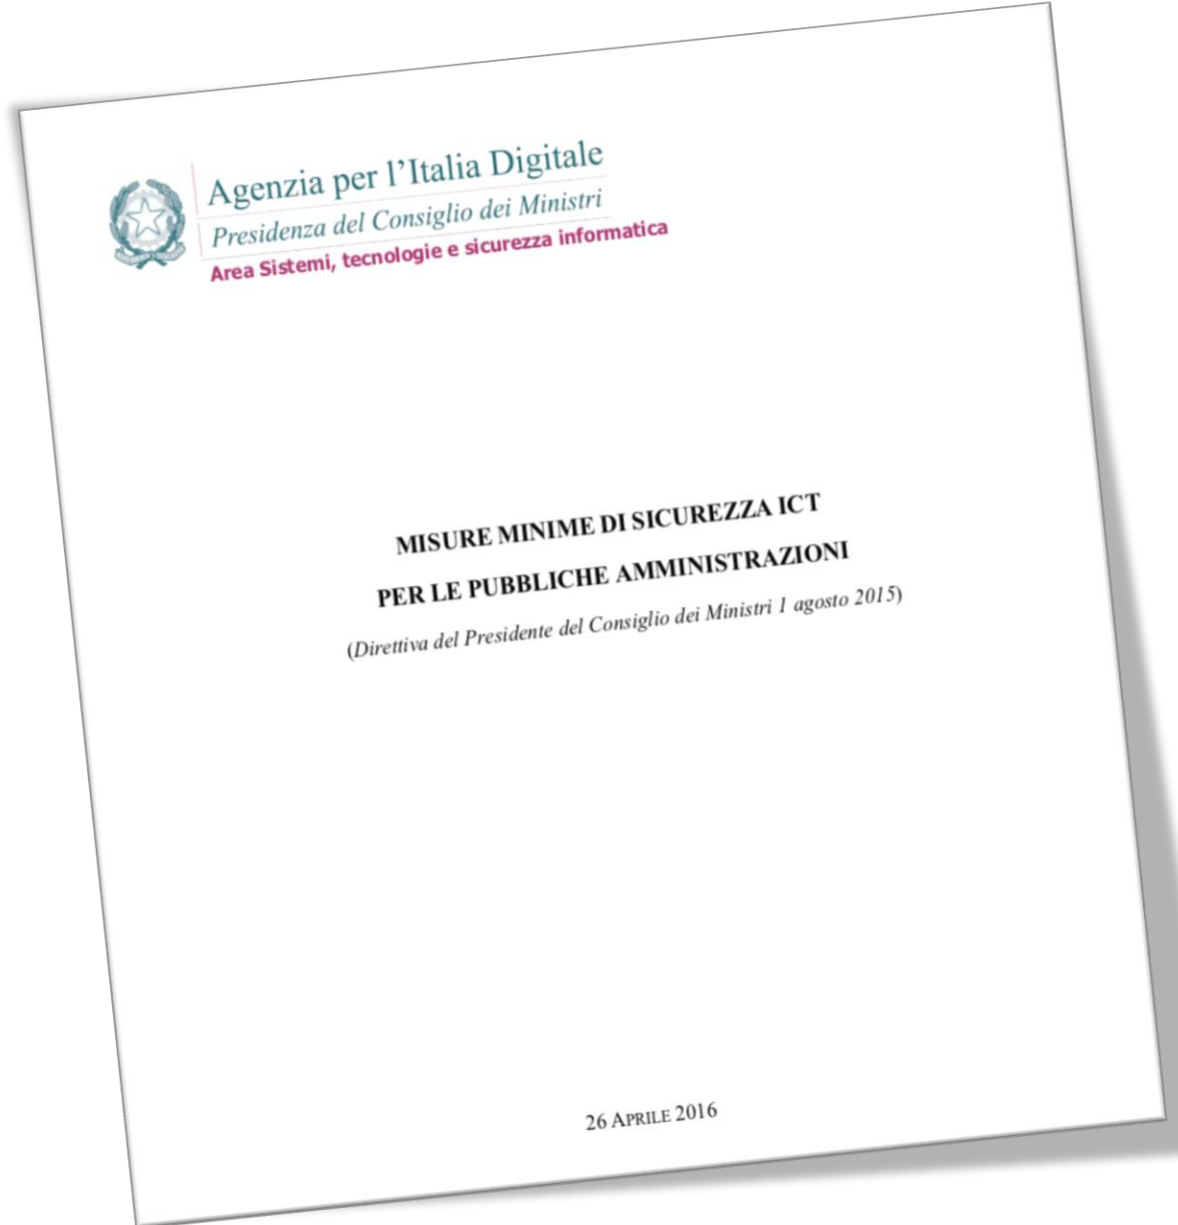 Agenzia per l’Italia Digitale
Presidenza del Consiglio dei Ministri
Area Sistemi, tecnologie e sicurezza informatica
MISURE MINIME DI SICUREZZA ICT
PER LE PUBBLICHE AMMINISTRAZIONI
(Direttiva del Presidente del Consiglio dei Ministri 1 agosto 2015)
26 APRILE 2016